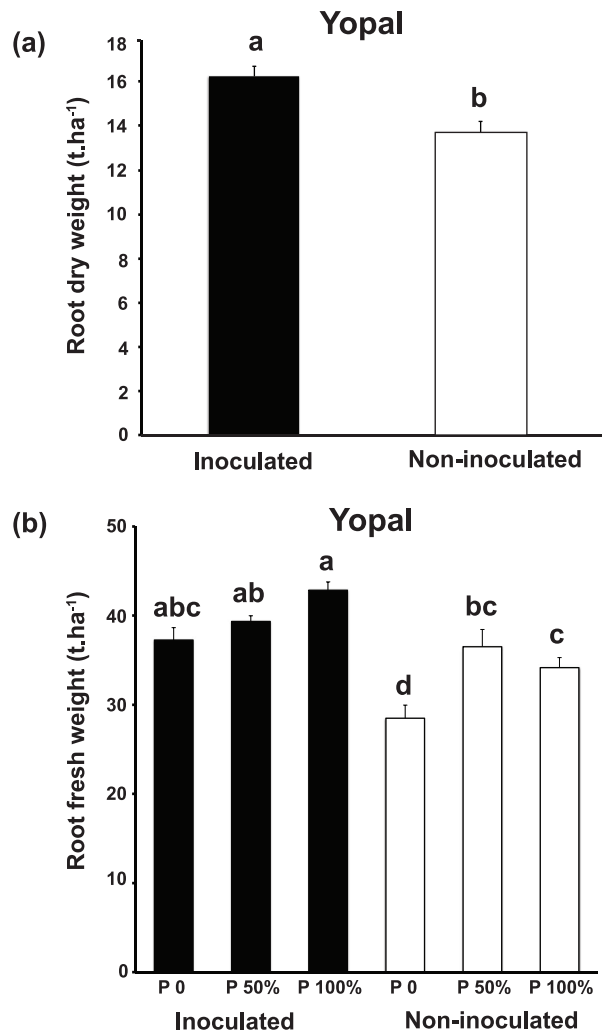 (a)
Yopal
Root dry weight (t.ha⁻¹)
18
16
14
12
10
8
6
4
2
0
a
b
Inoculated Non-inoculated
(b)
Yopal
Root fresh weight (t.ha⁻¹)
50
40
30
20
10
0
abc ab a d bc c
P 0 P 50% P 100% P 0 P 50% P 100%
Inoculated Non-inoculated